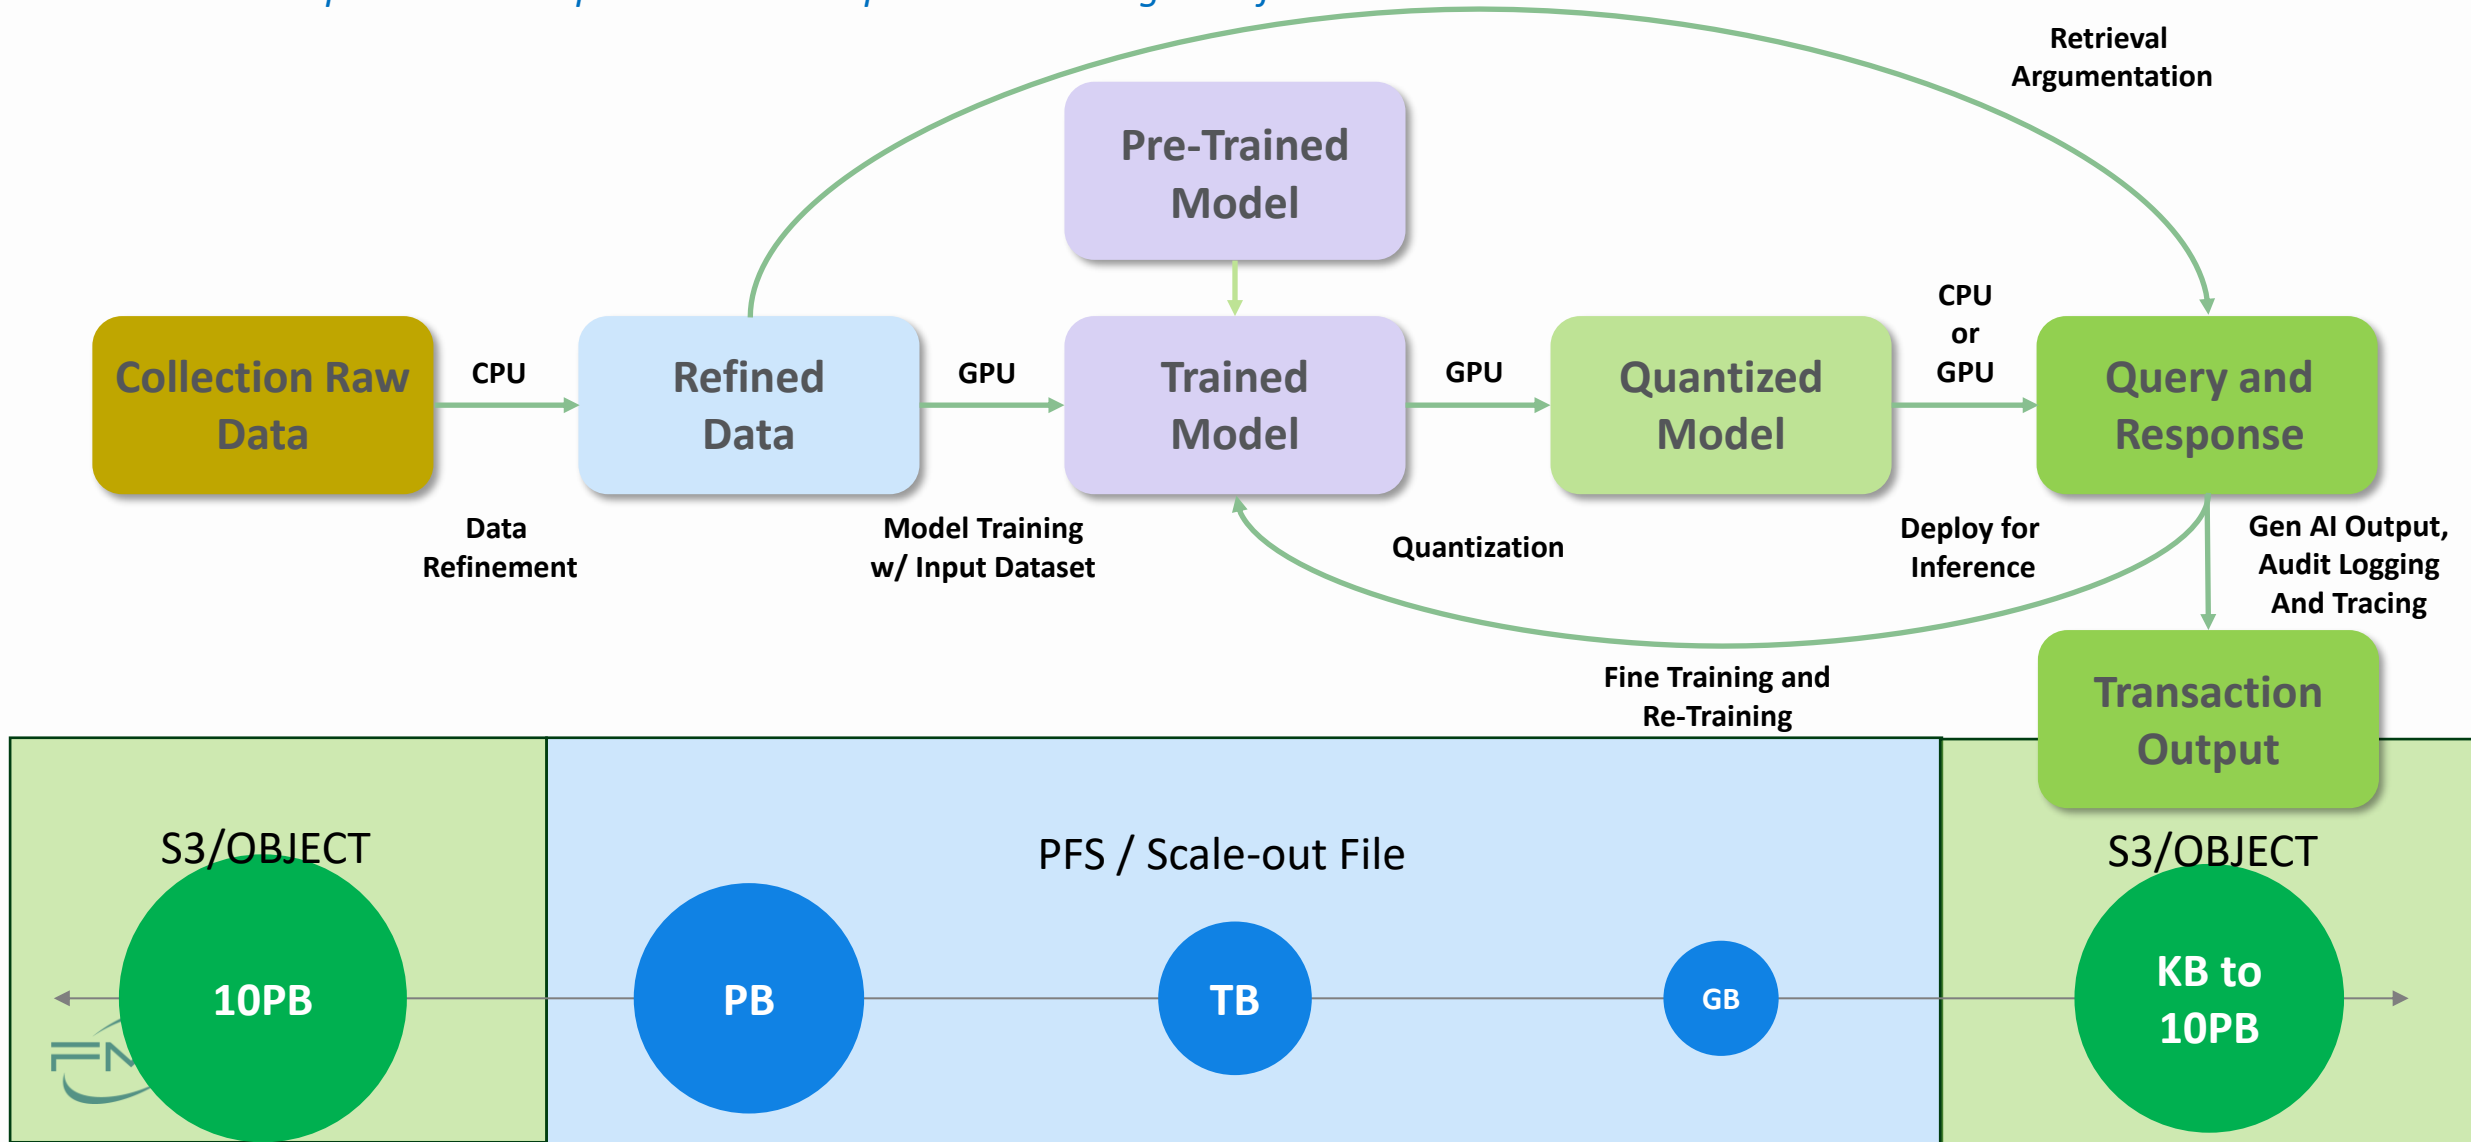 Retrieval
Argumentation
Pre-Trained
Model
CPU
or
GPU
Collection Raw
Data
CPU
Refined
Data
GPU
Trained
Model
GPU
Quantized
Model
Query and
Response
Data
Refinement
Model Training
w/ Input Dataset
Quantization
Deploy for
Inference
Gen AI Output,
Audit Logging
And Tracing
Fine Training and
Re-Training
Transaction
Output
S3/OBJECT
PFS / Scale-out File
S3/OBJECT
10PB
PB
TB
GB
KB to
10PB